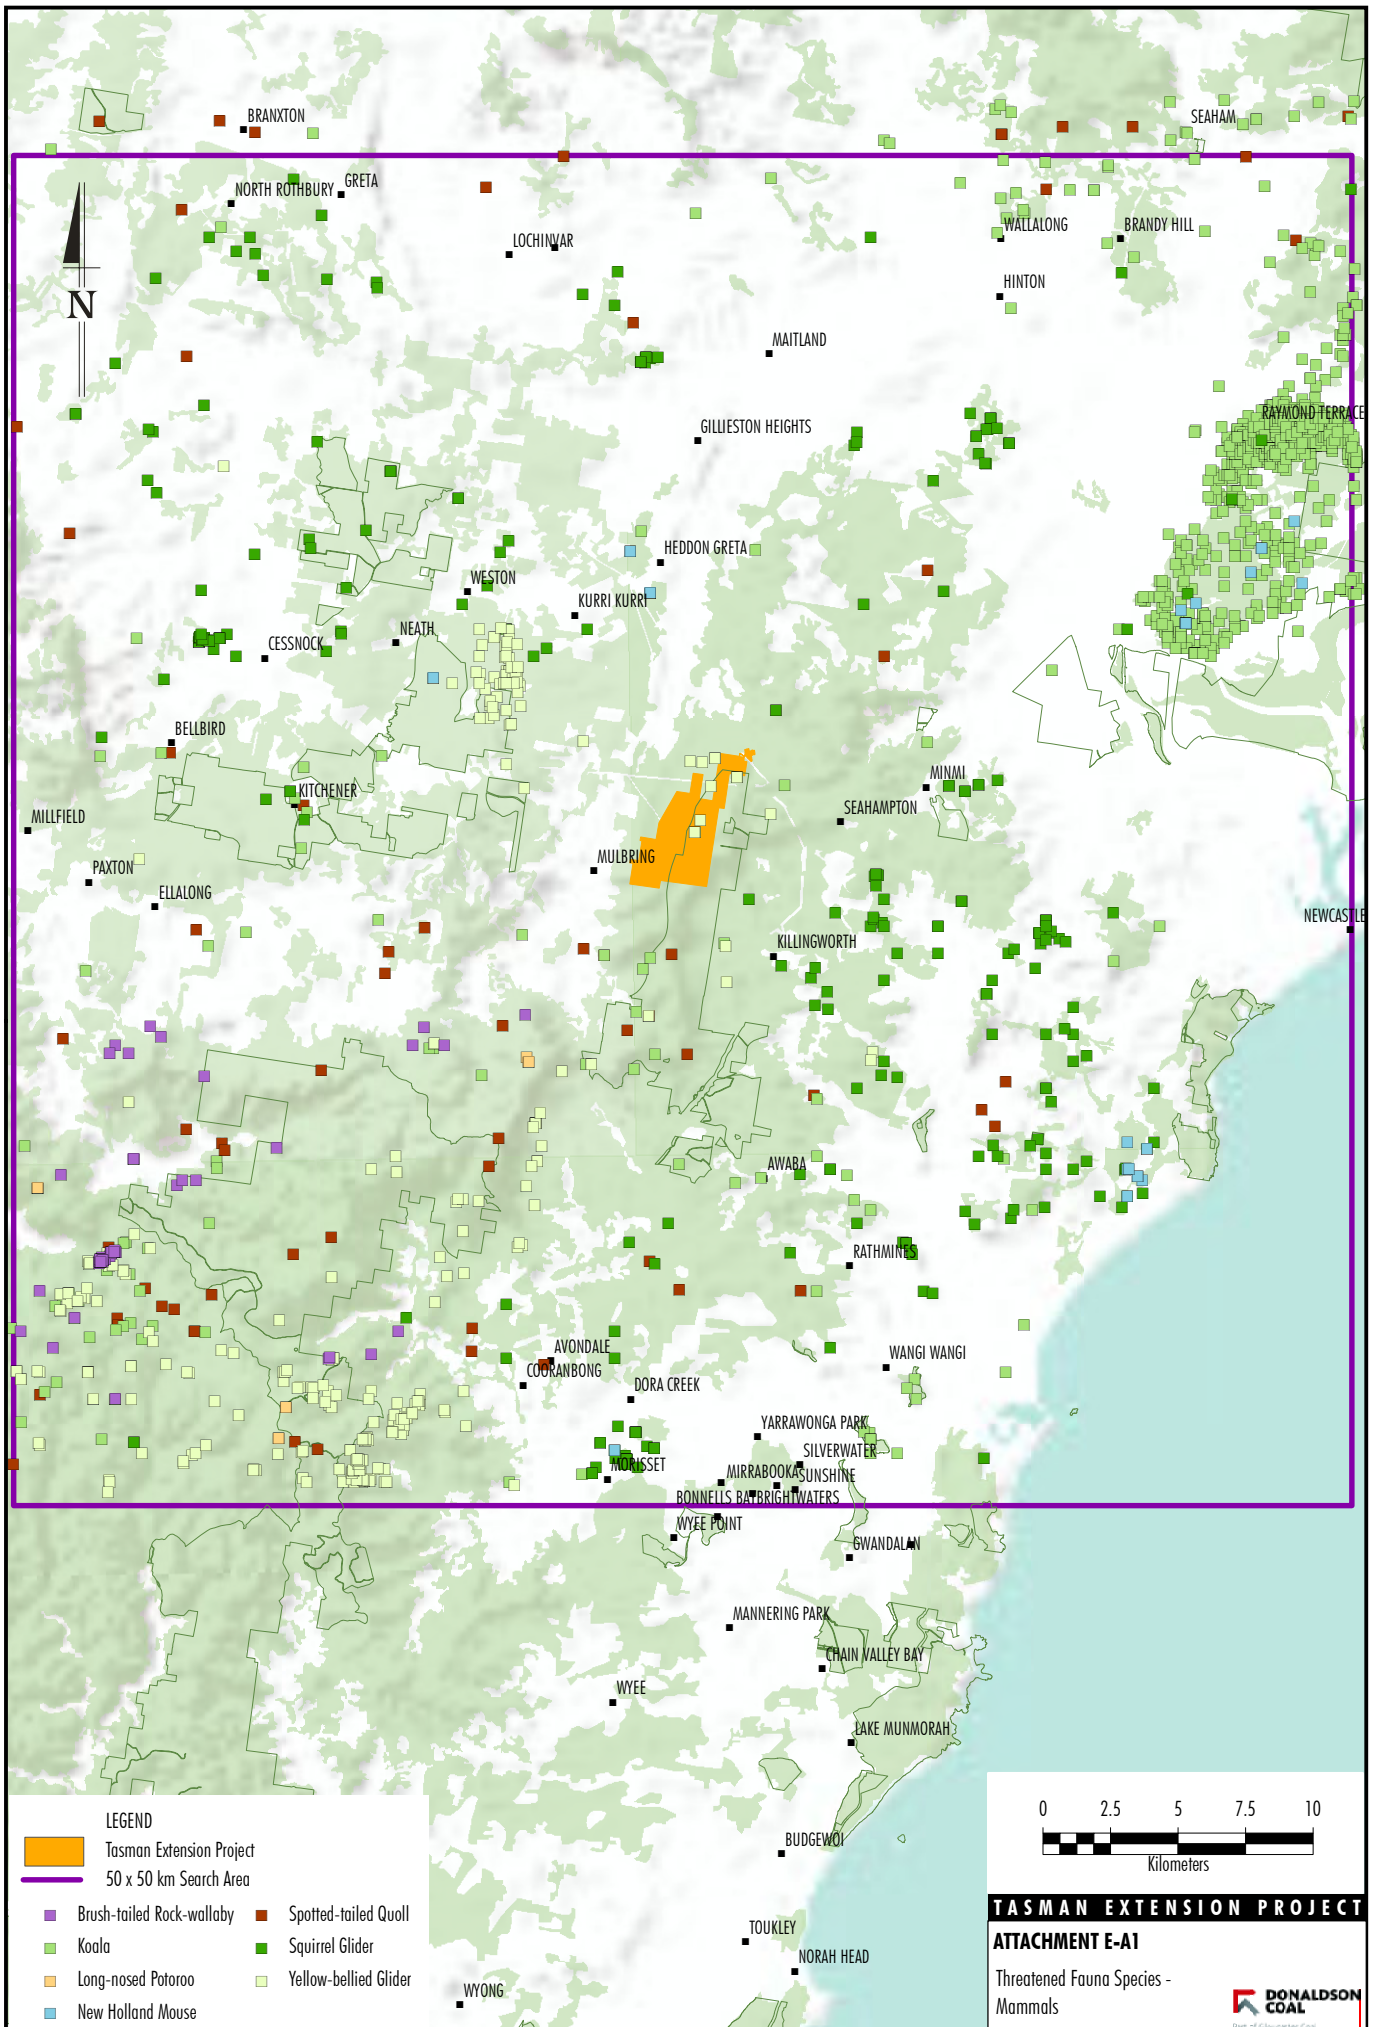 BRANXTON
SEAHAM
NORTH ROTHBURY
GRETA
LOCHINVAR
WALLALONG
BRANDY HILL
N
HINTON
MAITLAND
RAYMOND TERRACE
GILLIESTON HEIGHTS
HEDDON GRETA
WESTON
KURRI KURRI
NEATH
CESSNOCK
BELLBIRD
MINMI
KITCHENER
SEAHAMPTON
MILLFIELD
MULBRING
PAXTON
ELLALONG
NEWCASTLE
KILLINGWORTH
AWABA
RATHMINES
AVONDALE
WANGI WANGI
COORANBONG
DORA CREEK
YARRAWONGA PARK
SILVERWATER
MORISSET
MIRRABOOKA
SUNSHINE
BONNELLS BAY
BRIGHTWATERS
WYEE POINT
GWANDALAN
MANNERING PARK
CHAIN VALLEY BAY
WYEE
LAKE MUNMORAH
BUDGEWOI
TOUKLEY
NORAH HEAD
WYONG
LEGEND
Tasman Extension Project
50 x 50 km Search Area
Brush-tailed Rock-wallaby
Koala
Long-nosed Potoroo
New Holland Mouse
Spotted-tailed Quoll
Squirrel Glider
Yellow-bellied Glider
0 2.5 5 7.5 10
Kilometers
TASMAN EXTENSION PROJECT
ATTACHMENT E-A1
Threatened Fauna Species -
Mammals
DONALDSON
COAL